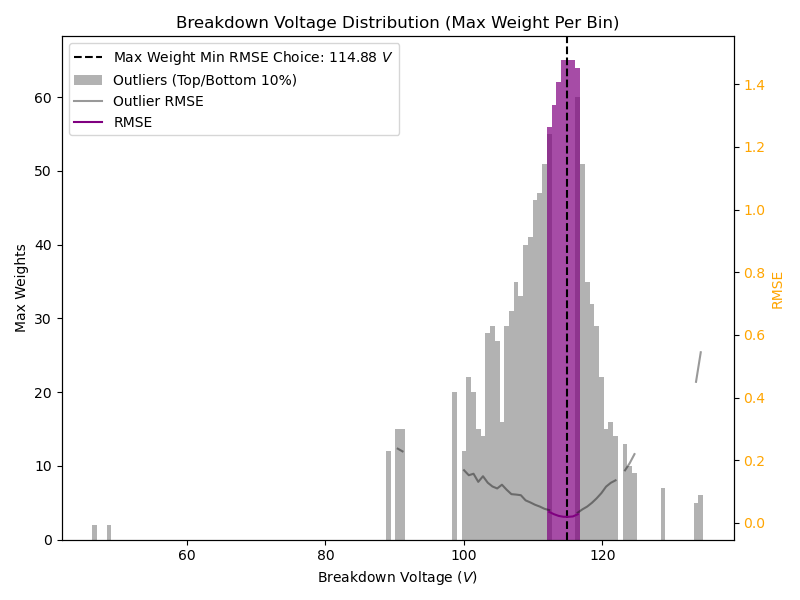 Breakdown Voltage Distribution (Max Weight Per Bin)
Max Weight Min RMSE Choice: 114.88 V
Outliers (Top/Bottom 10%)
Outlier RMSE
RMSE
Max Weights
60
50
40
30
20
10
0
1.4
1.2
1.0
0.8
0.6
0.4
0.2
0.0
RMSE
60
80
100
120
Breakdown Voltage (V)